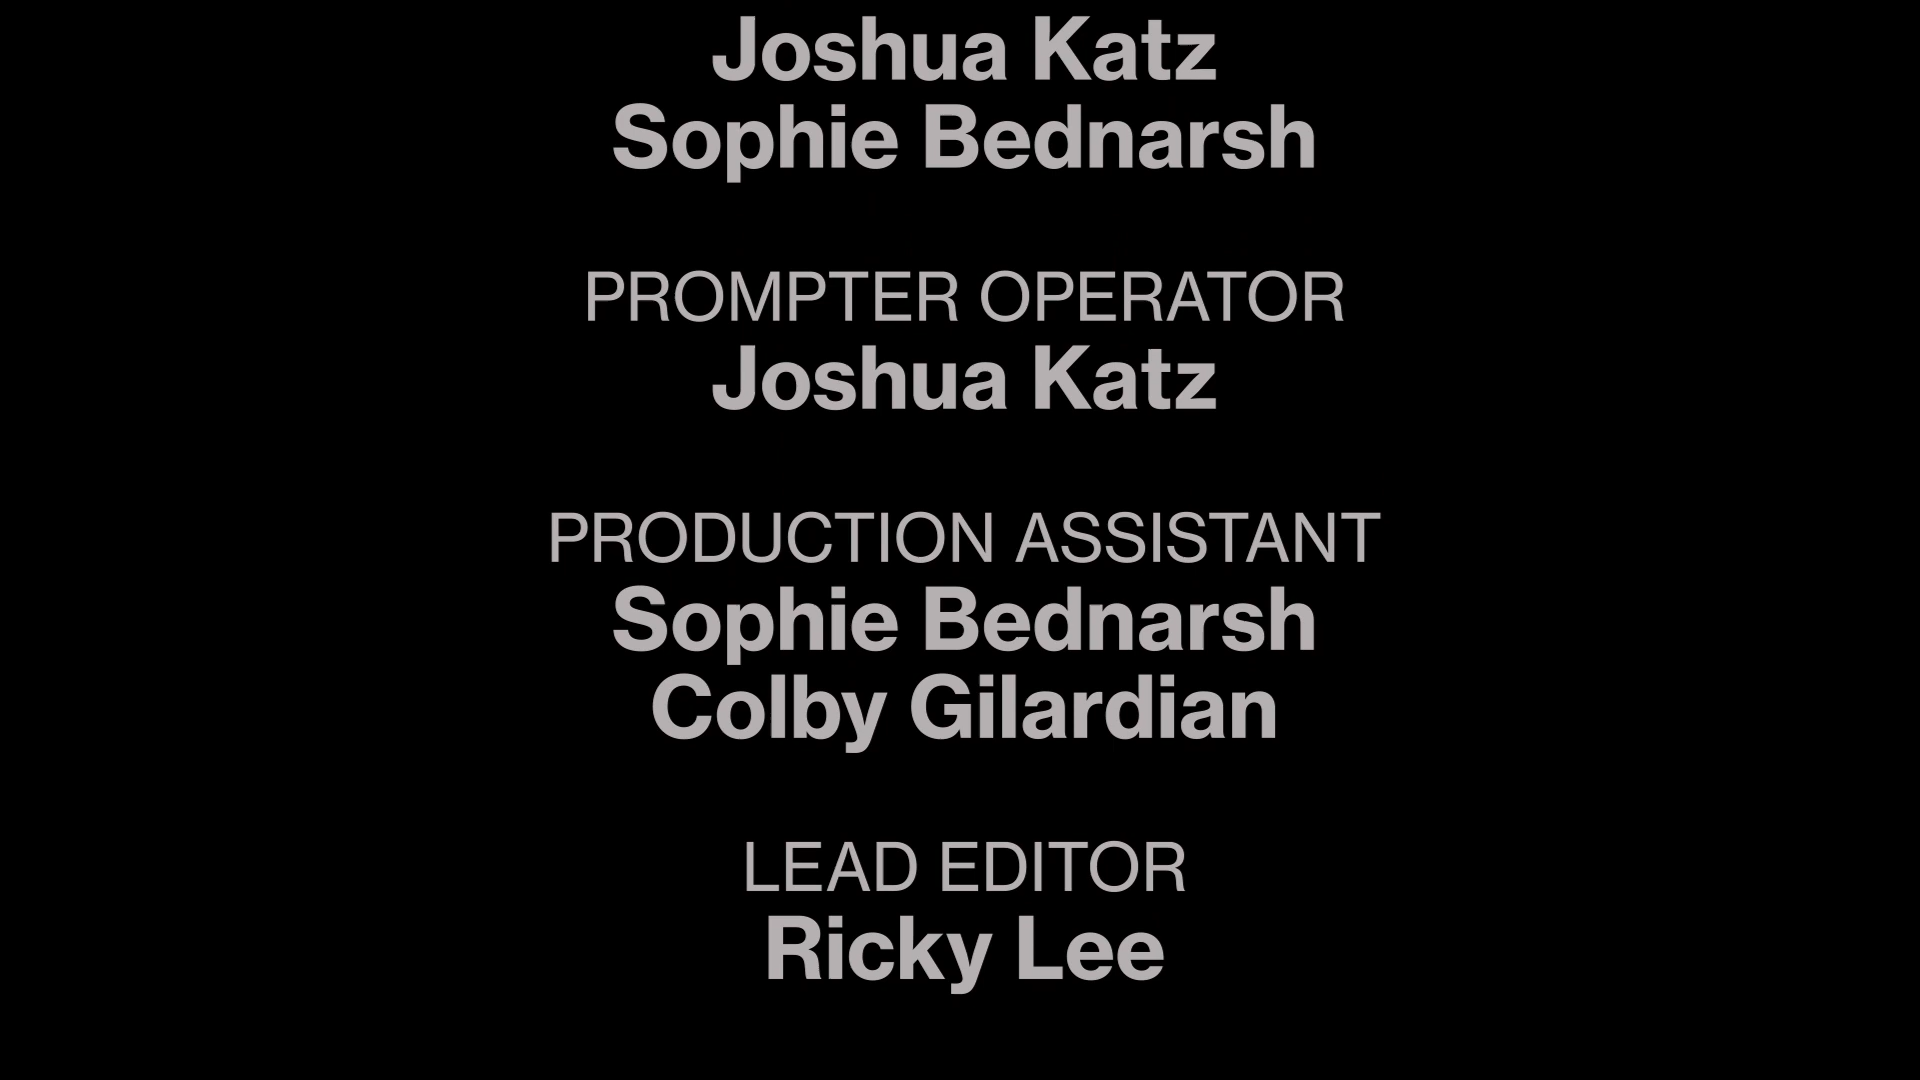 Joshua Katz
Sophie Bednarsh
PROMPTER OPERATOR
Joshua Katz
PRODUCTION ASSISTANT
Sophie Bednarsh
Colby Gilardian
LEAD EDITOR
Ricky Lee